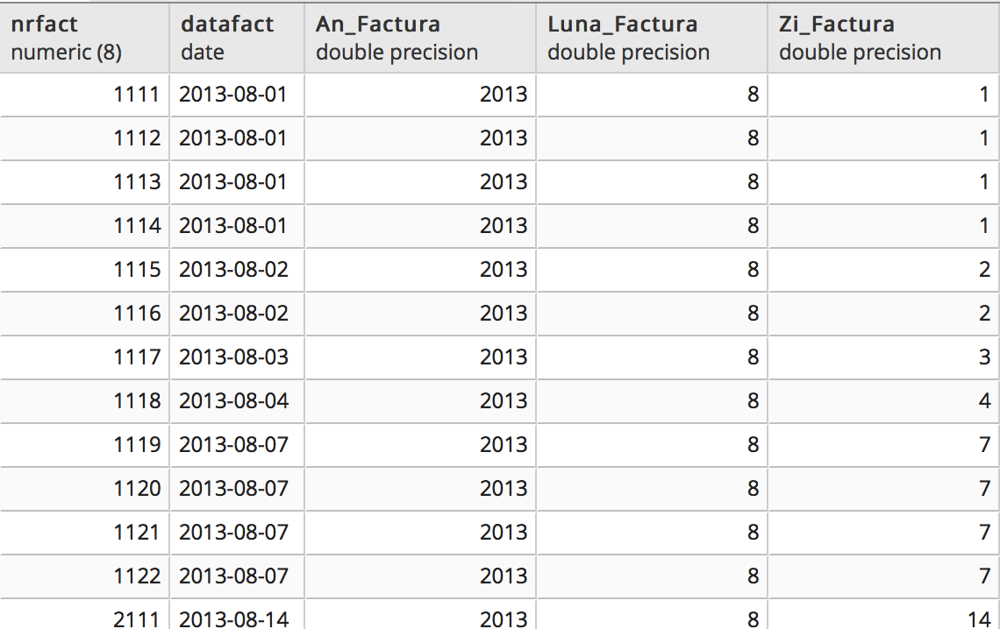 nrfact datafact An_Factura Luna_Factura Zi_Factura
numeric (8) date double precision double precision double precision
1111 2013-08-01 2013 8 1
1112 2013-08-01 2013 8 1
1113 2013-08-01 2013 8 1
1114 2013-08-01 2013 8 1
1115 2013-08-02 2013 8 2
1116 2013-08-02 2013 8 2
1117 2013-08-03 2013 8 3
1118 2013-08-04 2013 8 4
1119 2013-08-07 2013 8 7
1120 2013-08-07 2013 8 7
1121 2013-08-07 2013 8 7
1122 2013-08-07 2013 8 7
2111 2013-08-14 2013 8 14